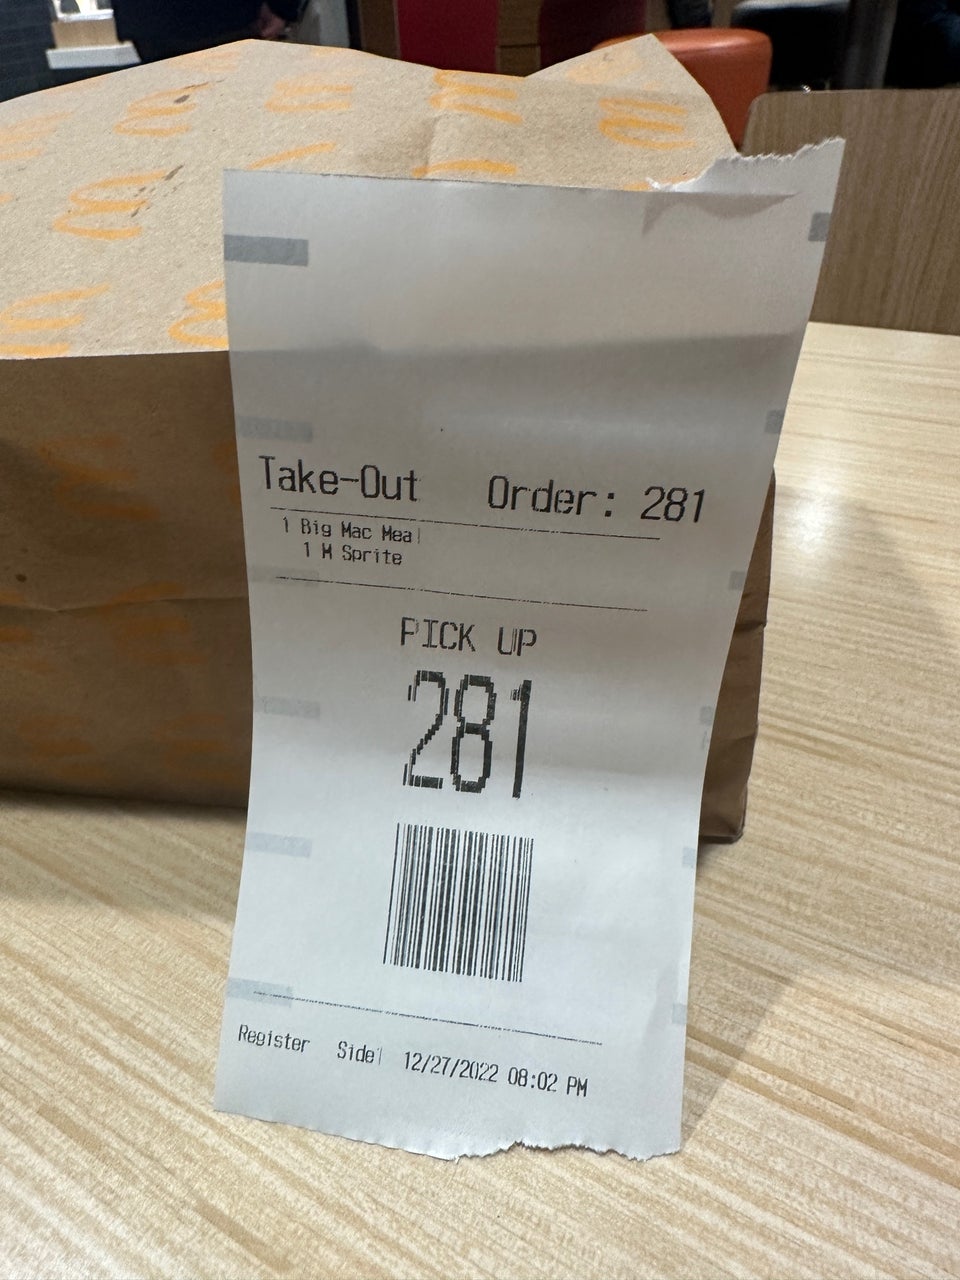 Take-Out Order: 281
1 Big Mac Meal
1 M Sprite
PICK UP
281
Register Side1 12/27/2022 08:02 PM